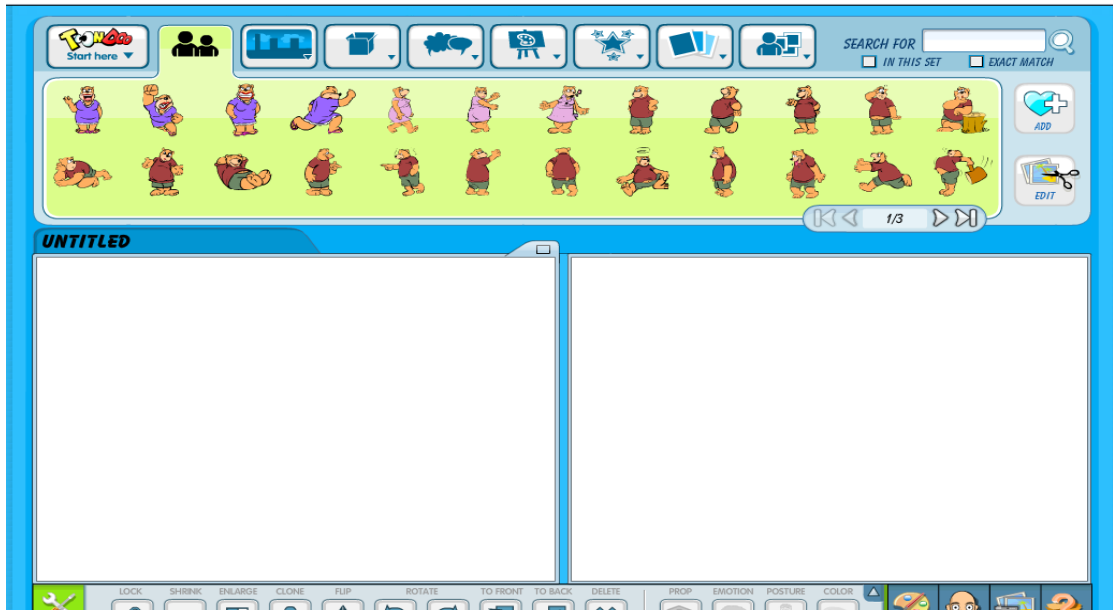 TOONDOO
Start here
SEARCH FOR
IN THIS SET
EXACT MATCH
ADD
EDIT
1/3
UNTITLED
LOCK SHRINK ENLARGE CLONE FLIP ROTATE TO FRONT TO BACK DELETE PROP EMOTION POSTURE COLOR